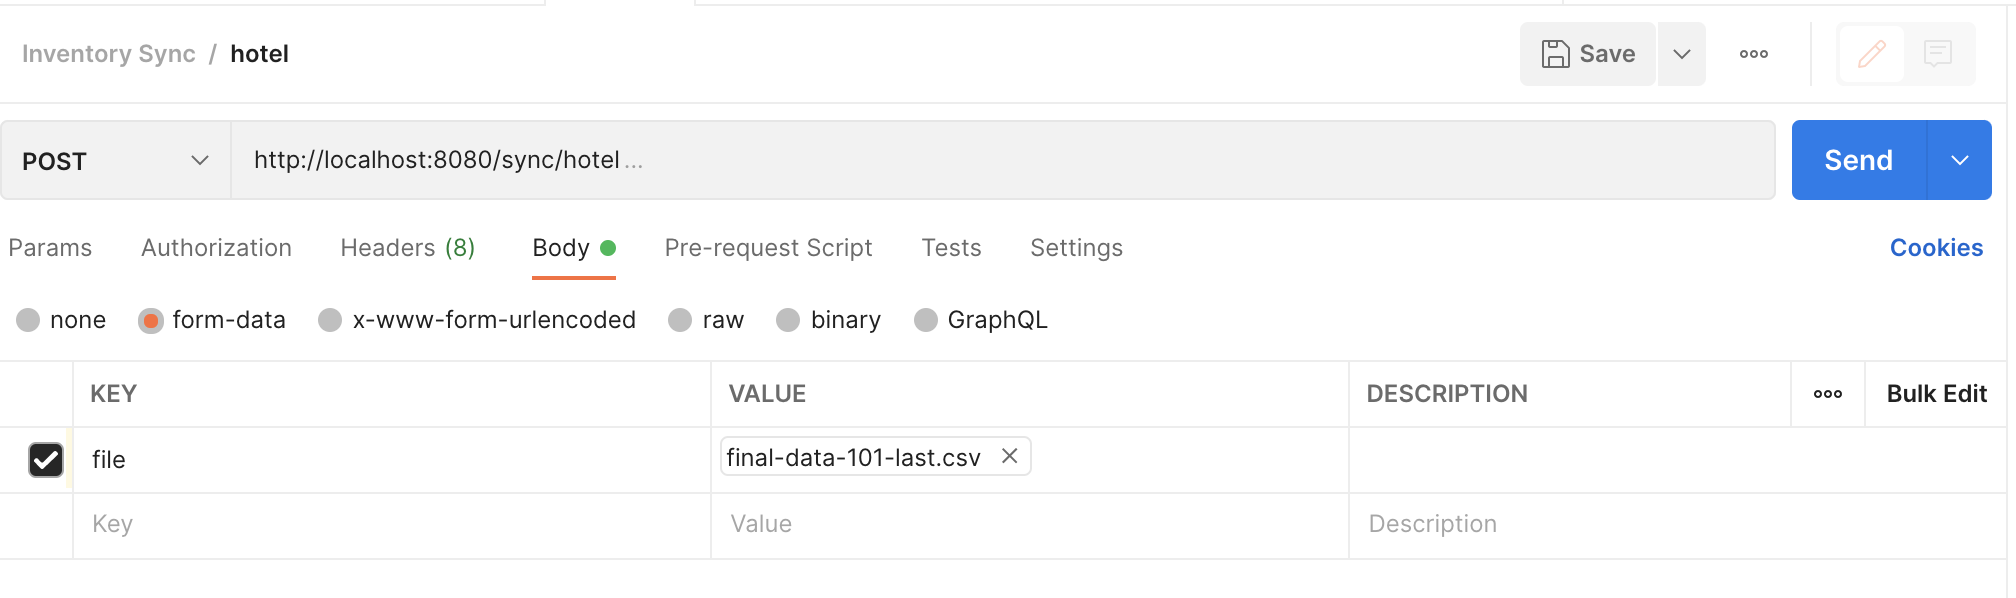 Inventory Sync / hotel
Save
POST
http://localhost:8080/sync/hotel ...
Send
Params Authorization Headers (8) Body Pre-request Script Tests Settings Cookies
none form-data x-www-form-urlencoded raw binary GraphQL
KEY VALUE DESCRIPTION Bulk Edit
file final-data-101-last.csv
Key Value Description